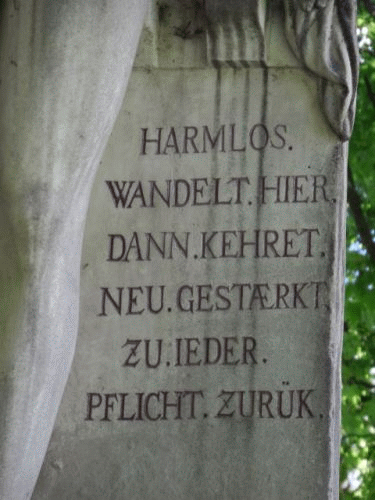 HARMLOS.
WANDELT.HIER.
DANN.KEHRET.
NEU.GESTÆRKT.
ZU.IEDER.
PFLICHT.ZURÜK.